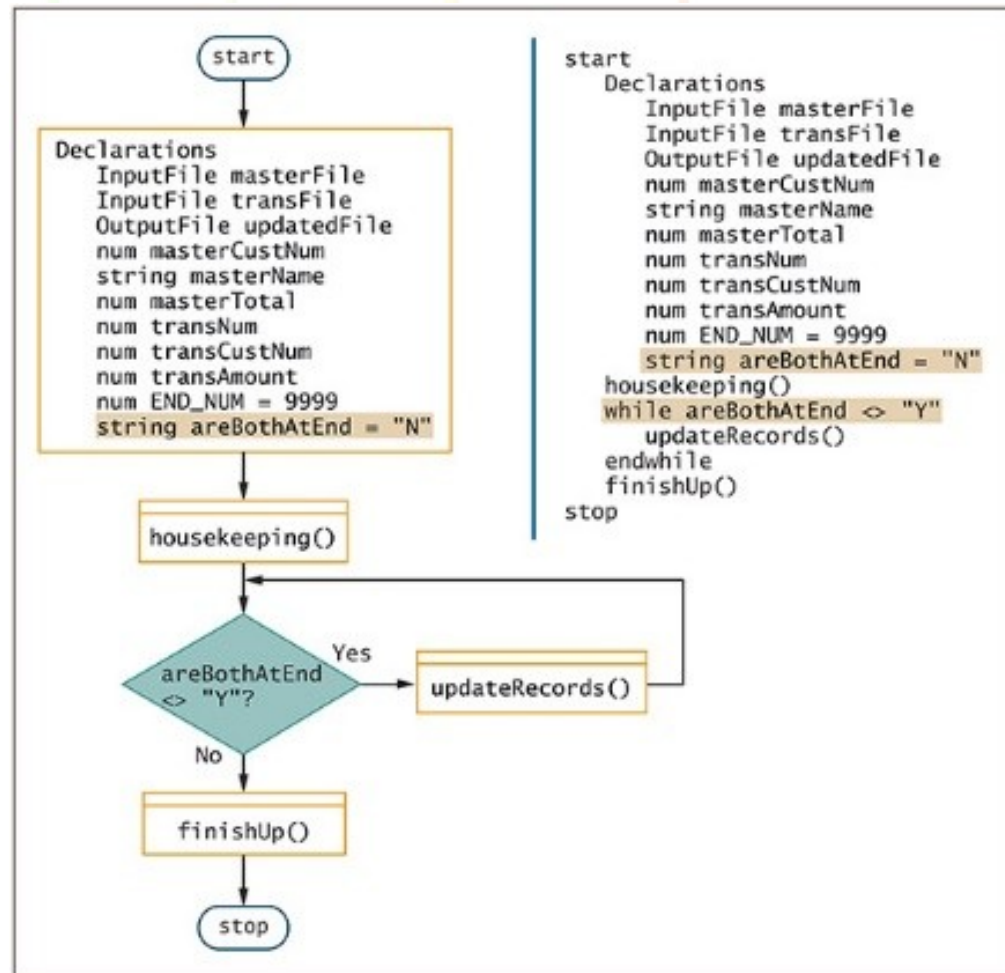 start
Declarations
InputFile masterFile
InputFile transFile
OutputFile updatedFile
num masterCustNum
string masterName
num masterTotal
num transNum
num transCustNum
num transAmount
num END_NUM = 9999
string areBothAtEnd = "N"
housekeeping()
areBothAtEnd
<> "Y"?
Yes
updateRecords()
No
finishUp()
stop
start
Declarations
InputFile masterFile
InputFile transFile
OutputFile updatedFile
num masterCustNum
string masterName
num masterTotal
num transNum
num transCustNum
num transAmount
num END_NUM = 9999
string areBothAtEnd = "N"
housekeeping()
while areBothAtEnd <> "Y"
updateRecords()
endwhile
finishUp()
stop